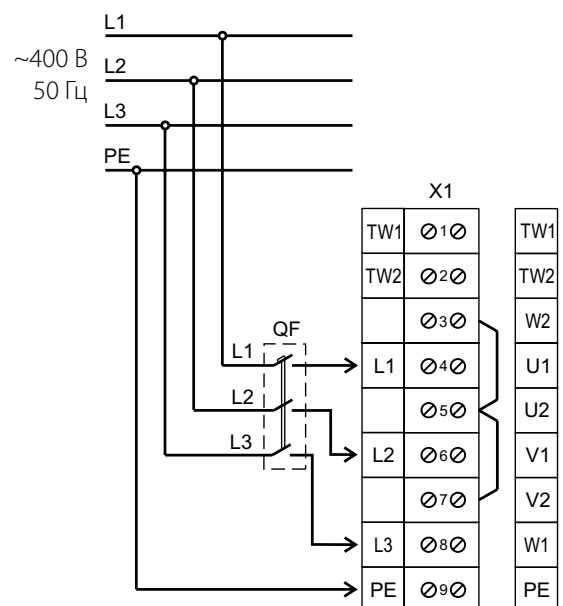 L1
~400 В
L2
50 Гц
L3
PE
X1
TW1 1 TW1
TW2 2 TW2
3 W2
QF
L1 L1 4 U1
L2 5 U2
L3 L2 6 V1
7 V2
L3 8 W1
PE 9 PE